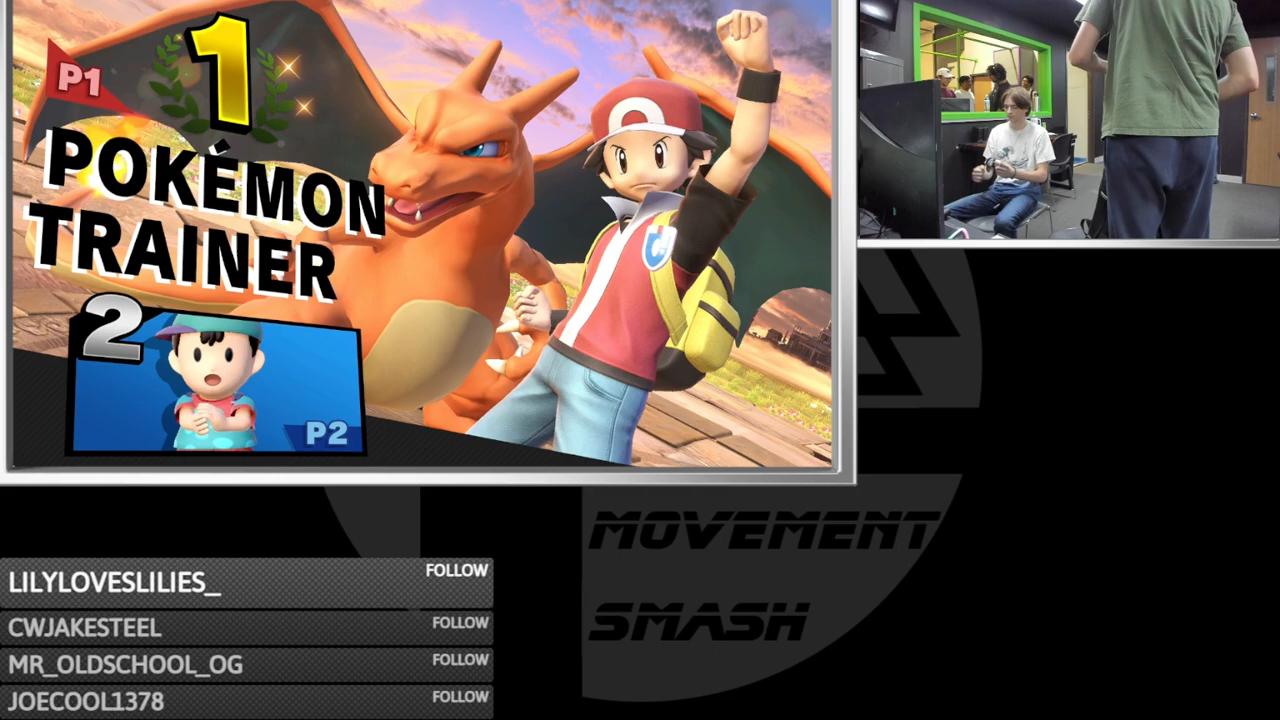 P1
1
POKÉMON
TRAINER
2
P2
MOVEMENT
SMASH
LILYLOVESLILIES_ FOLLOW
CWJAKESTEEL FOLLOW
MR_OLDSCHOOL_OG FOLLOW
JOECOOL1378 FOLLOW